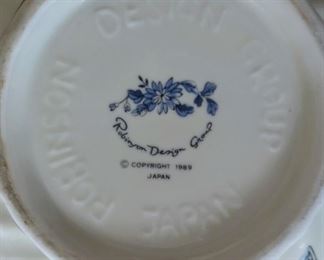 ROBINSON DESIGN GROUP
JAPAN
Robinson Design Group
© COPYRIGHT 1989
JAPAN